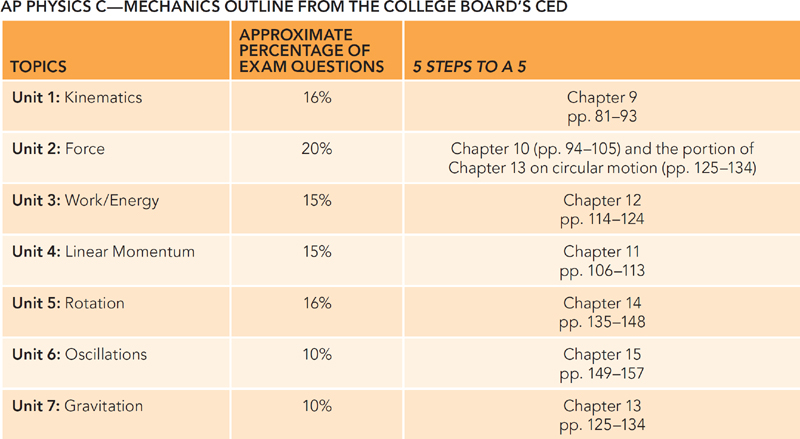 AP PHYSICS C—MECHANICS OUTLINE FROM THE COLLEGE BOARD'S CED
TOPICS
APPROXIMATE
PERCENTAGE OF
EXAM QUESTIONS
5 STEPS TO A 5
Unit 1: Kinematics
16%
Chapter 9
pp. 81–93
Unit 2: Force
20%
Chapter 10 (pp. 94–105) and the portion of
Chapter 13 on circular motion (pp. 125–134)
Unit 3: Work/Energy
15%
Chapter 12
pp. 114–124
Unit 4: Linear Momentum
15%
Chapter 11
pp. 106–113
Unit 5: Rotation
16%
Chapter 14
pp. 135–148
Unit 6: Oscillations
10%
Chapter 15
pp. 149–157
Unit 7: Gravitation
10%
Chapter 13
pp. 125–134